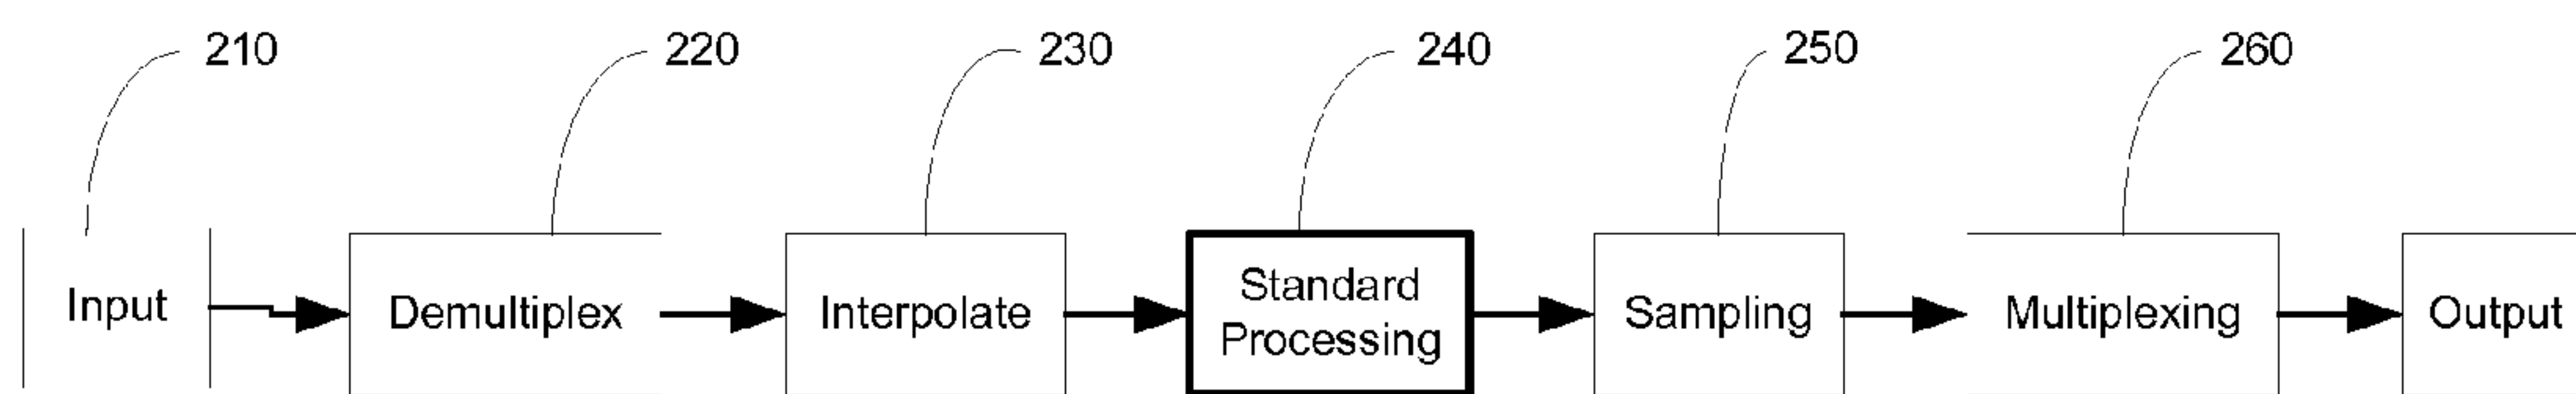 210
220
230
240
250
260
Input
Demultiplex
Interpolate
Standard
Processing
Sampling
Multiplexing
Output